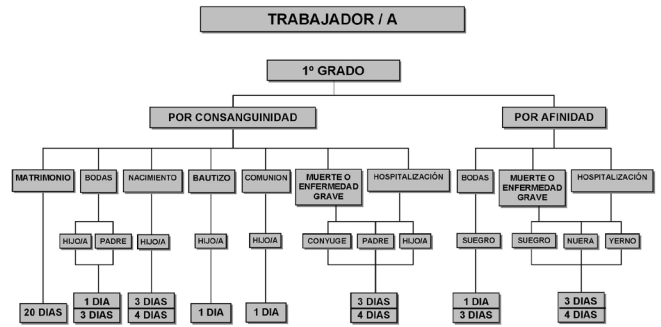 TRABAJADOR / A
1º GRADO
POR CONSANGUINIDAD
POR AFINIDAD
MATRIMONIO
BODAS
NACIMIENTO
BAUTIZO
COMUNION
MUERTE O
ENFERMEDAD
GRAVE
HOSPITALIZACIÓN
BODAS
MUERTE O
ENFERMEDAD
GRAVE
HOSPITALIZACIÓN
HIJO/A
PADRE
HIJO/A
HIJO/A
HIJO/A
CONYUGE
PADRE
HIJO/A
SUEGRO
SUEGRO
NUERA
YERNO
20 DIAS
1 DIA
3 DIAS
3 DIAS
4 DIAS
1 DIA
1 DIA
3 DIAS
4 DIAS
1 DIA
3 DIAS
3 DIAS
4 DIAS